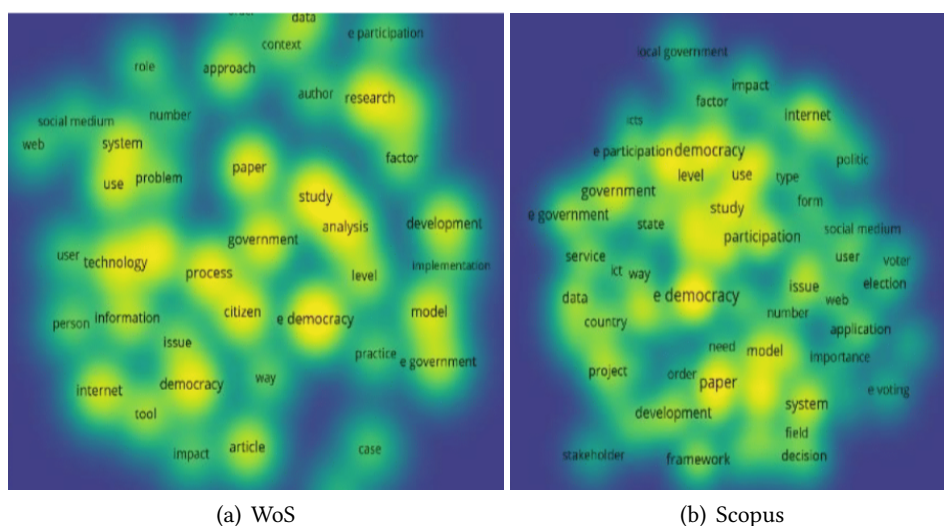 data
e participation
context
role
approach
author
research
number
social medium
web
system
factor
paper
use
problem
study
analysis
development
government
user
technology
process
level
implementation
citizen
e democracy
model
person
information
issue
practice
e government
internet
democracy
way
tool
impact
article
case
(a) WoS
local government
impact
factor
internet
icts
e participation
democracy
politic
level
use
type
government
form
study
e government
state
participation
social medium
service
user
voter
ict
way
issue
election
data
e democracy
web
number
country
application
need
model
importance
project
order
paper
e voting
development
system
field
stakeholder
framework
decision
(b) Scopus